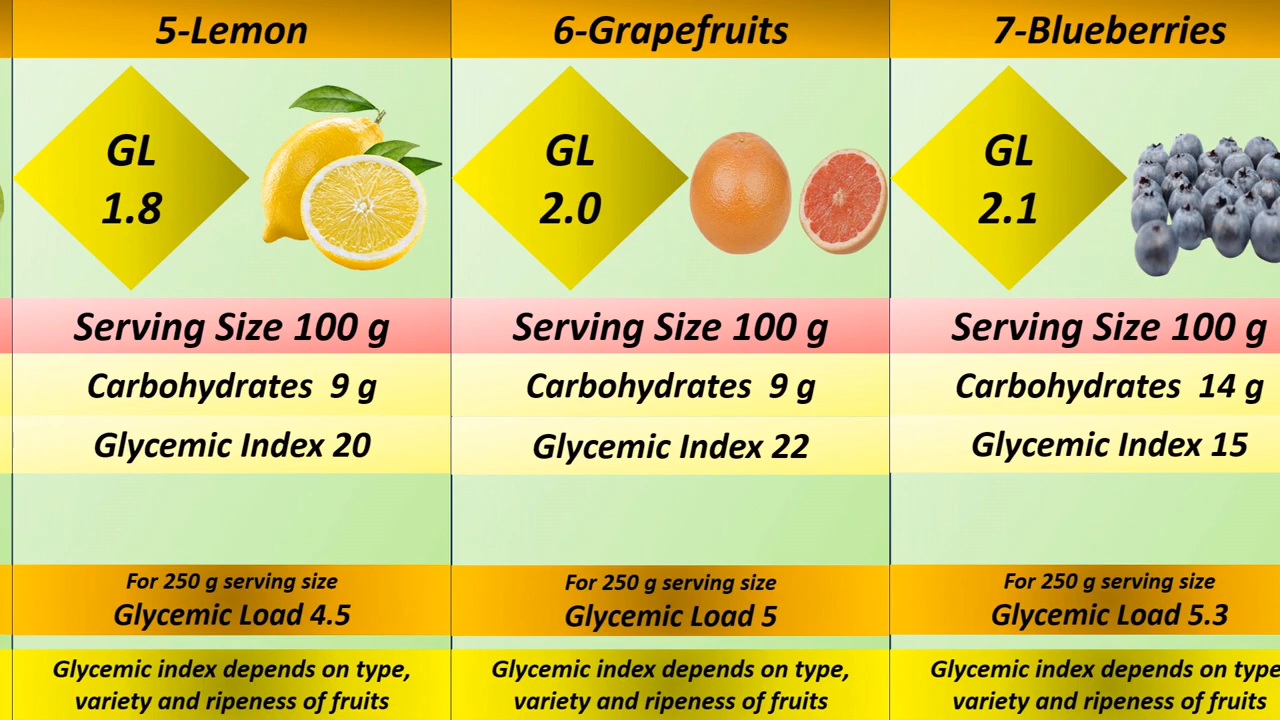 5-Lemon
GL
1.8
Serving Size 100 g
Carbohydrates 9 g
Glycemic Index 20
For 250 g serving size
Glycemic Load 4.5
Glycemic index depends on type,
variety and ripeness of fruits
6-Grapefruits
GL
2.0
Serving Size 100 g
Carbohydrates 9 g
Glycemic Index 22
For 250 g serving size
Glycemic Load 5
Glycemic index depends on type,
variety and ripeness of fruits
7-Blueberries
GL
2.1
Serving Size 100 g
Carbohydrates 14 g
Glycemic Index 15
For 250 g serving size
Glycemic Load 5.3
Glycemic index depends on type
variety and ripeness of fruits